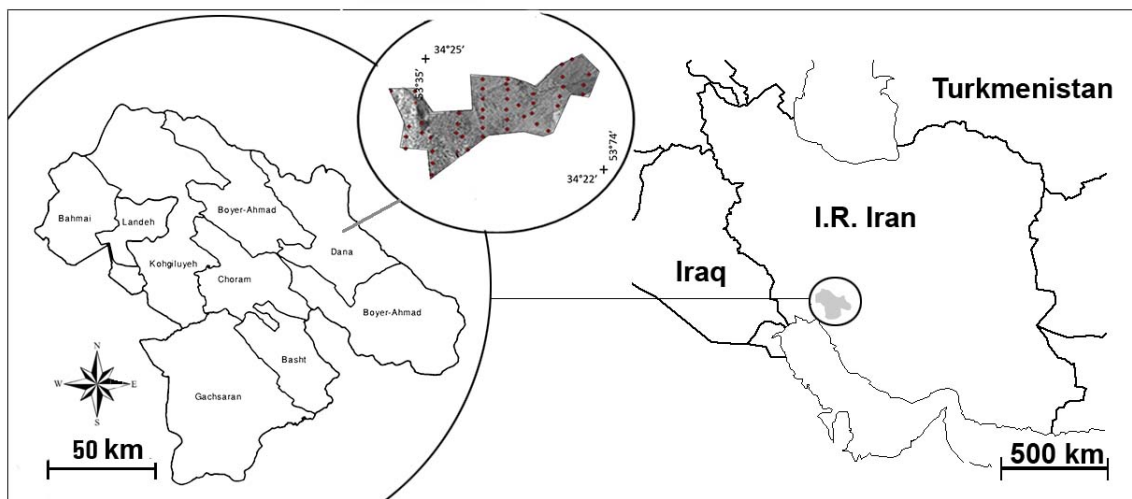 34°25'
53°35'
53°74'
34°22'
Bahmai
Landeh
Boyer-Ahmad
Kohgiluyeh
Choram
Dana
Boyer-Ahmad
Basht
Gachsaran
N
W
E
S
50 km
Turkmenistan
I.R. Iran
Iraq
500 km